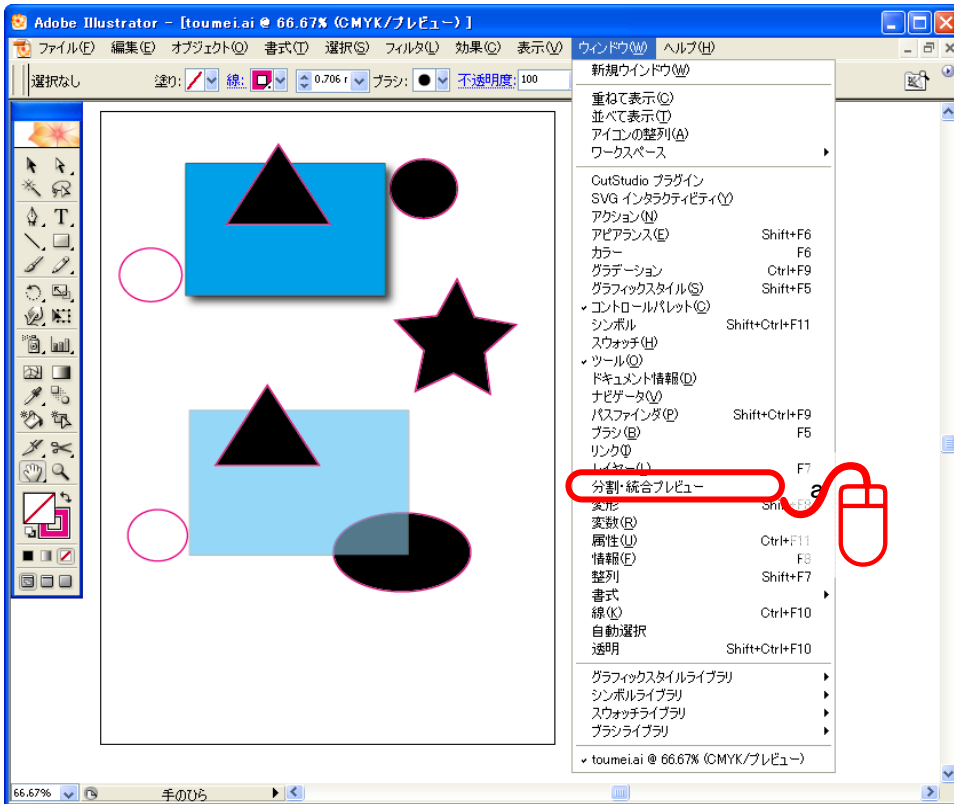 Adobe Illustrator - [toumei.ai @ 66.67% (CMYK/プレビュー) ]
ファイル(F) 編集(E) オブジェクト(O) 書式(T) 選択(S) フィルタ(L) 効果(C) 表示(V) ウィンドウ(W) ヘルプ(H)
選択なし 塗り: 線: 0.706 r ブラシ: 不透明度: 100
新規ウインドウ(W)
重ねて表示(C)
並べて表示(T)
アイコンの整列(A)
ワークスペース
CutStudio プラグイン
SVG インタラクティビティ(Y)
アクション(N)
アピアランス(E) Shift+F6
カラー F6
グラデーション Ctrl+F9
グラフィックスタイル(S) Shift+F5
コントロールパレット(C)
シンボル Shift+Ctrl+F11
スウォッチ(H)
ツール(O)
ドキュメント情報(D)
ナビゲータ(V)
パスファインダ(P) Shift+Ctrl+F9
ブラシ(B) F5
リンク(I)
レイヤー(L) F7
分割・統合プレビュー a
変形 Shift+F8
変数(R)
属性(U) Ctrl+F11
情報(F) F8
整列 Shift+F7
書式
線(K) Ctrl+F10
自動選択
透明 Shift+Ctrl+F10
グラフィックスタイルライブラリ
シンボルライブラリ
スウォッチライブラリ
ブラシライブラリ
toumei.ai @ 66.67% (CMYK/プレビュー)
66.67% 手のひら